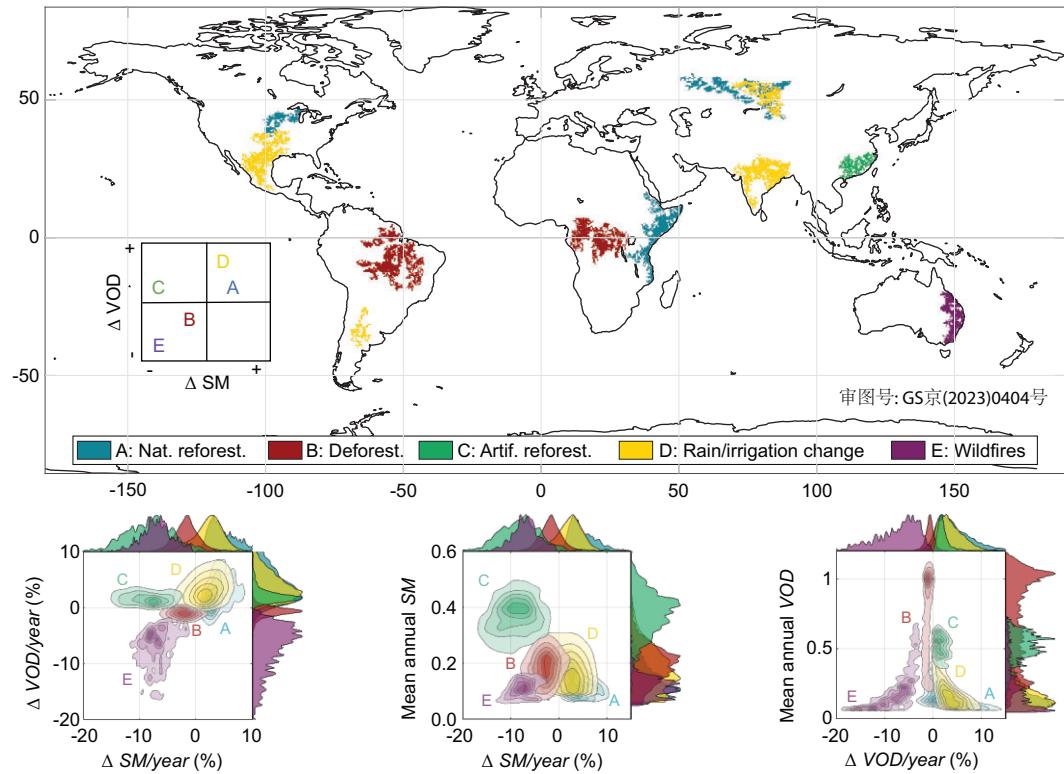 50
0
-50
+
Δ VOD
-
D
C
A
B
E
-
+
Δ SM
审图号: GS京(2023)0404号
A: Nat. reforest.
B: Deforest.
C: Artif. reforest.
D: Rain/irrigation change
E: Wildfires
-150
-100
-50
0
50
100
150
10
0
-10
-20
Δ VOD/year (%)
C
D
B
A
E
-20
-10
0
10
Δ SM/year (%)
0.6
0.4
0.2
0.0
Mean annual SM
C
D
B
E
A
-20
-10
0
10
Δ SM/year (%)
1
0.5
0
Mean annual VOD
B
C
D
E
A
-20
-10
0
10
Δ VOD/year (%)